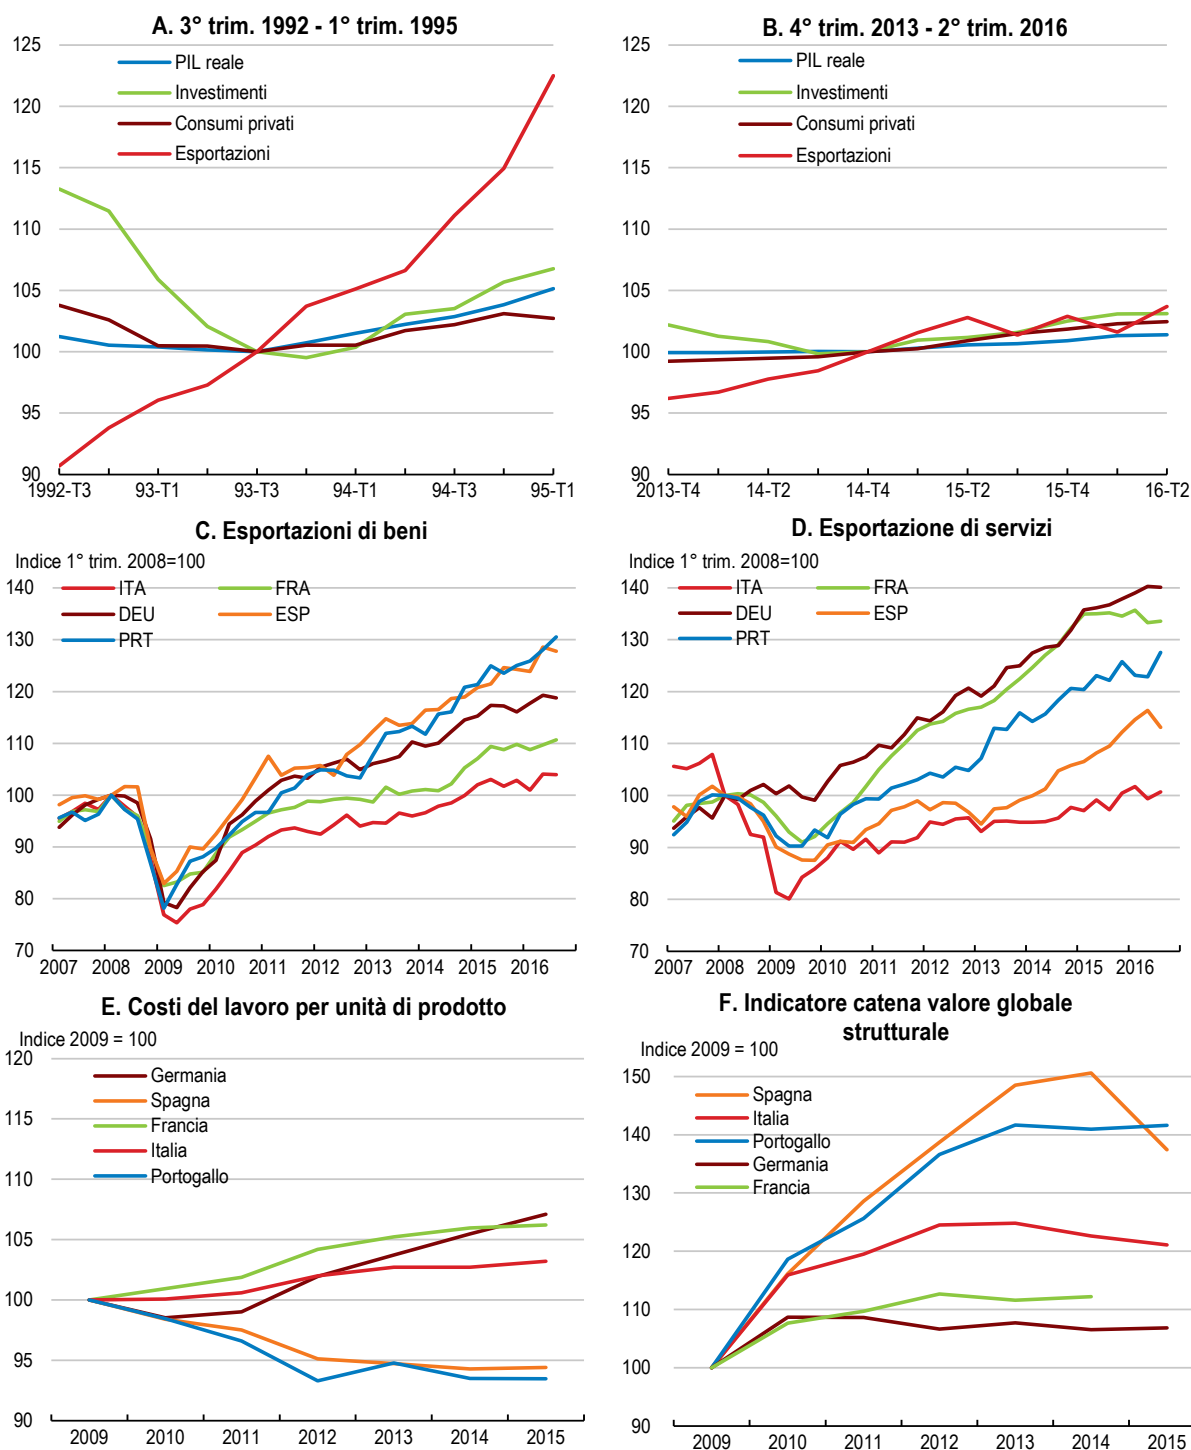 A. 3° trim. 1992 - 1° trim. 1995
125
120
115
110
105
100
95
90
PIL reale
Investimenti
Consumi privati
Esportazioni
1992-T3 93-T1 93-T3 94-T1 94-T3 95-T1
B. 4° trim. 2013 - 2° trim. 2016
125
120
115
110
105
100
95
90
PIL reale
Investimenti
Consumi privati
Esportazioni
2013-T4 14-T2 14-T4 15-T2 15-T4 16-T2
C. Esportazioni di beni
Indice 1° trim. 2008=100
140
130
120
110
100
90
80
70
ITA FRA
DEU ESP
PRT
2007 2008 2009 2010 2011 2012 2013 2014 2015 2016
D. Esportazione di servizi
Indice 1° trim. 2008=100
140
130
120
110
100
90
80
70
ITA FRA
DEU ESP
PRT
2007 2008 2009 2010 2011 2012 2013 2014 2015 2016
E. Costi del lavoro per unità di prodotto
Indice 2009 = 100
120
115
110
105
100
95
90
Germania
Spagna
Francia
Italia
Portogallo
2009 2010 2011 2012 2013 2014 2015
F. Indicatore catena valore globale
strutturale
Indice 2009 = 100
150
140
130
120
110
100
90
Spagna
Italia
Portogallo
Germania
Francia
2009 2010 2011 2012 2013 2014 2015